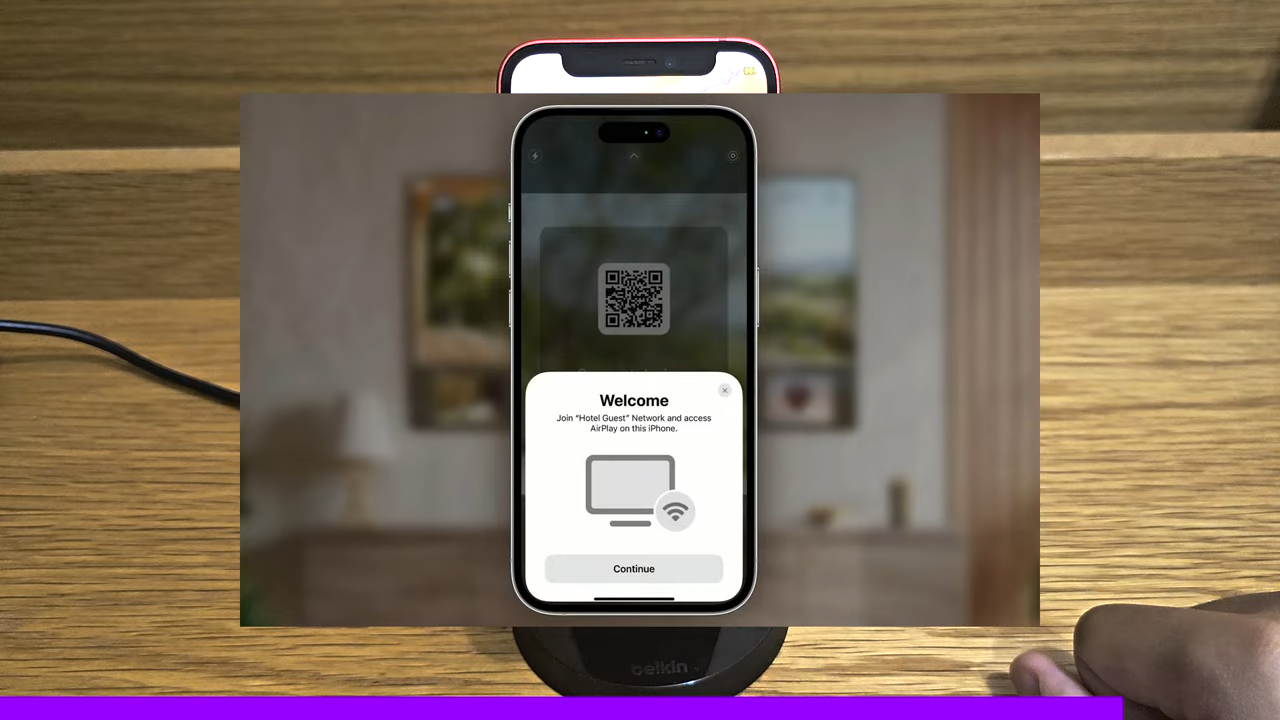 Welcome
Join “Hotel Guest” Network and access
AirPlay on this iPhone.
Continue
belkin